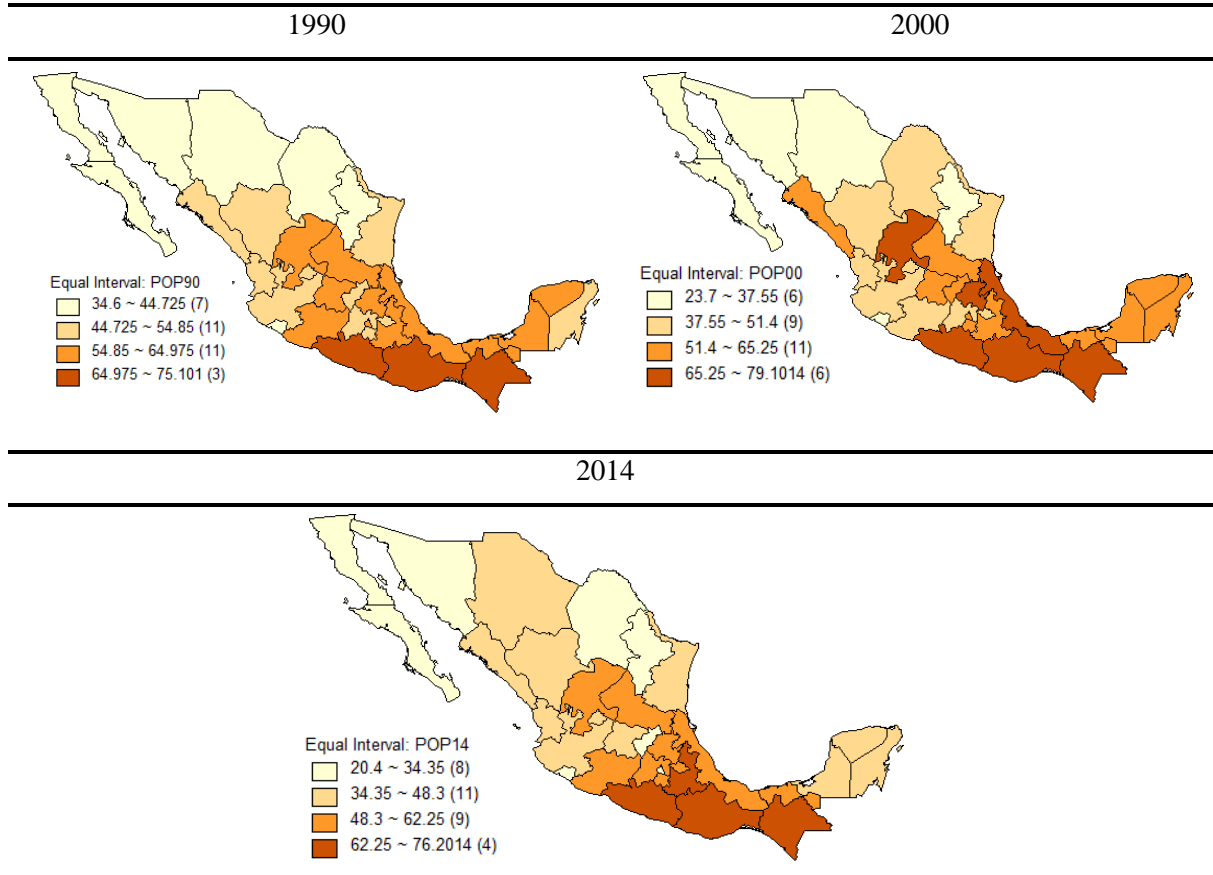 1990
2000
Equal Interval: POP90
34.6 ~ 44.725 (7)
44.725 ~ 54.85 (11)
54.85 ~ 64.975 (11)
64.975 ~ 75.101 (3)
Equal Interval: POP00
23.7 ~ 37.55 (6)
37.55 ~ 51.4 (9)
51.4 ~ 65.25 (11)
65.25 ~ 79.1014 (6)
2014
Equal Interval: POP14
20.4 ~ 34.35 (8)
34.35 ~ 48.3 (11)
48.3 ~ 62.25 (9)
62.25 ~ 76.2014 (4)